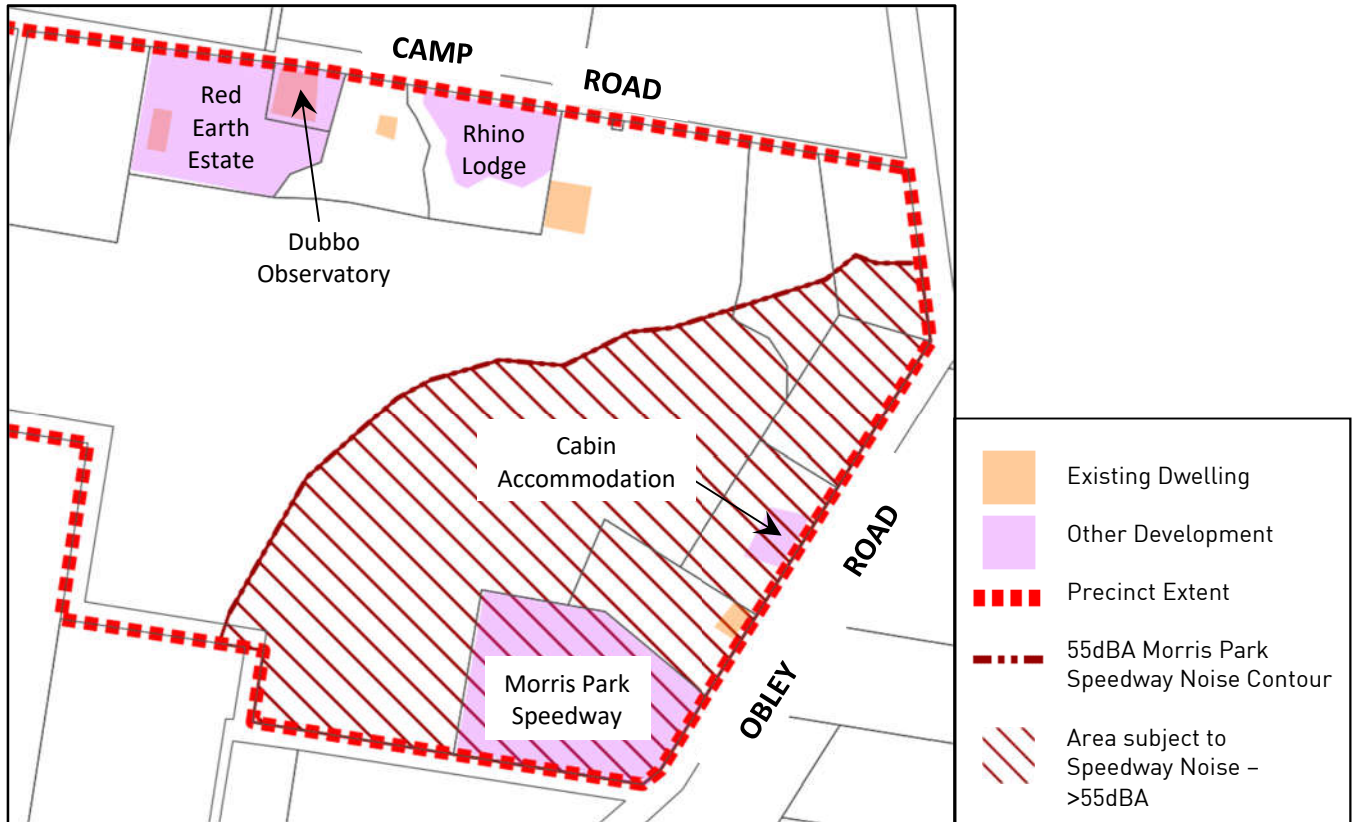 CAMP
ROAD
Red
Earth
Estate
Rhino
Lodge
Dubbo
Observatory
Cabin
Accommodation
ROAD
Morris Park
Speedway
OBLEY
Existing Dwelling
Other Development
Precinct Extent
55dBA Morris Park
Speedway Noise Contour
Area subject to
Speedway Noise –
>55dBA